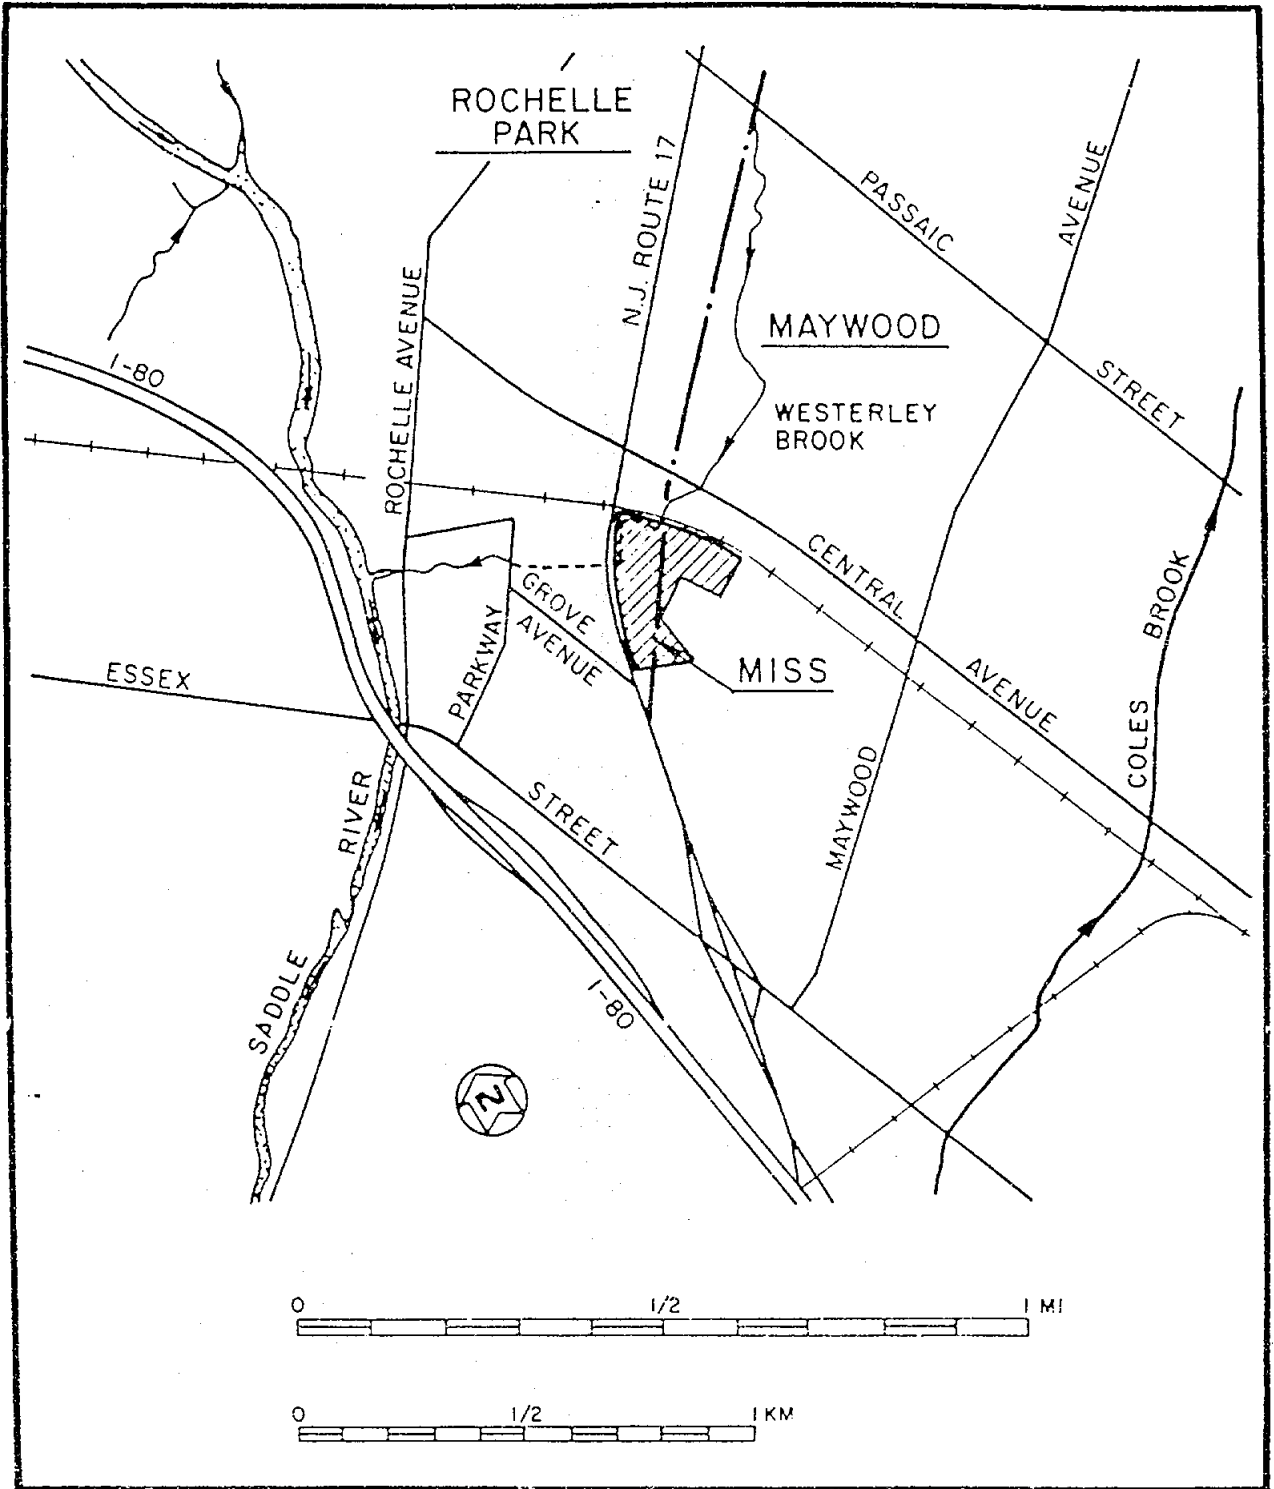 ROCHELLE
PARK
N.J. ROUTE 17
PASSAIC
STREET
AVENUE
MAYWOOD
ROCHELLE AVENUE
MAYWOOD
WESTERLEY
BROOK
I-80
CENTRAL
AVENUE
GROVE
AVENUE
PARKWAY
MISS
ESSEX
STREET
COLES
BROOK
SADDLE
RIVER
I-80
N
0 1/2 1 MI
0 1/2 1 KM